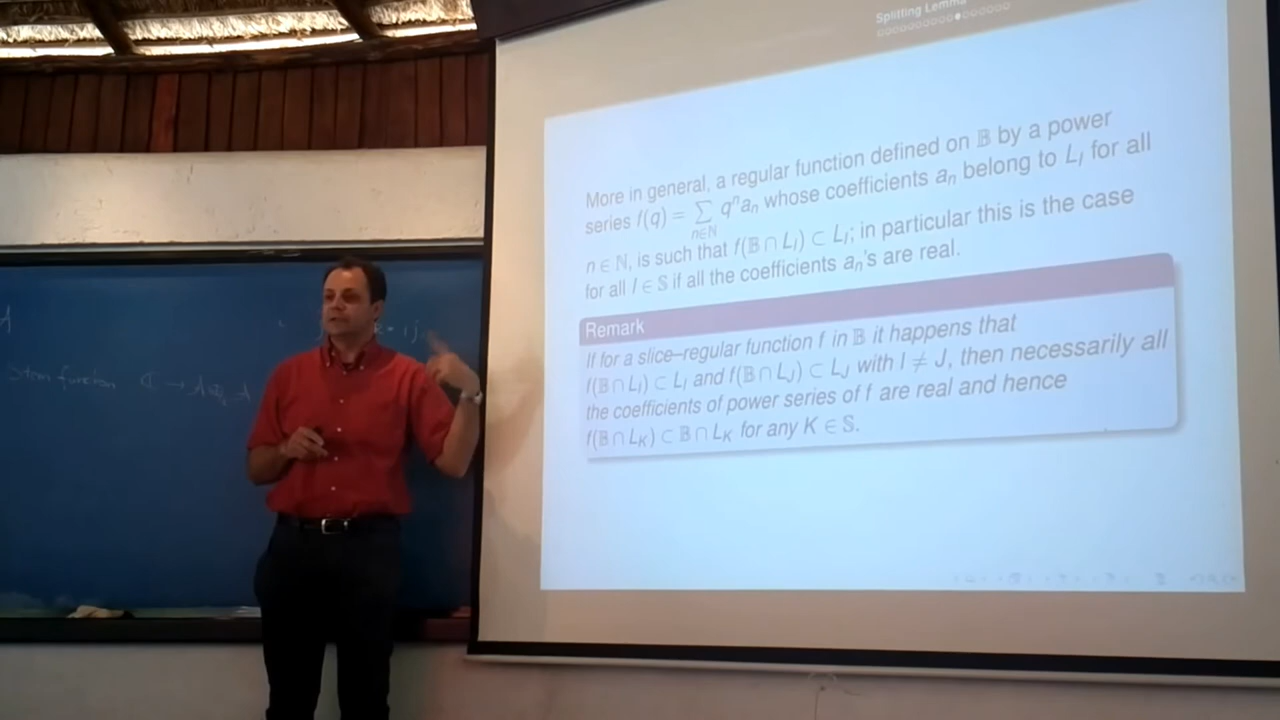 Splitting Lemma
More in general, a regular function defined on 𝔹 by a power
series f(q) = ∑_{n∈ℕ} qⁿaₙ whose coefficients aₙ belong to L_I for all
n ∈ ℕ, is such that f(𝔹 ∩ L_I) ⊂ L_I; in particular this is the case
for all I ∈ 𝕊 if all the coefficients aₙ's are real.
Remark
If for a slice–regular function f in 𝔹 it happens that
f(𝔹 ∩ L_I) ⊂ L_I and f(𝔹 ∩ L_J) ⊂ L_J with I ≠ J, then necessarily all
the coefficients of power series of f are real and hence
f(𝔹 ∩ L_K) ⊂ 𝔹 ∩ L_K for any K ∈ 𝕊.
function ℂ →